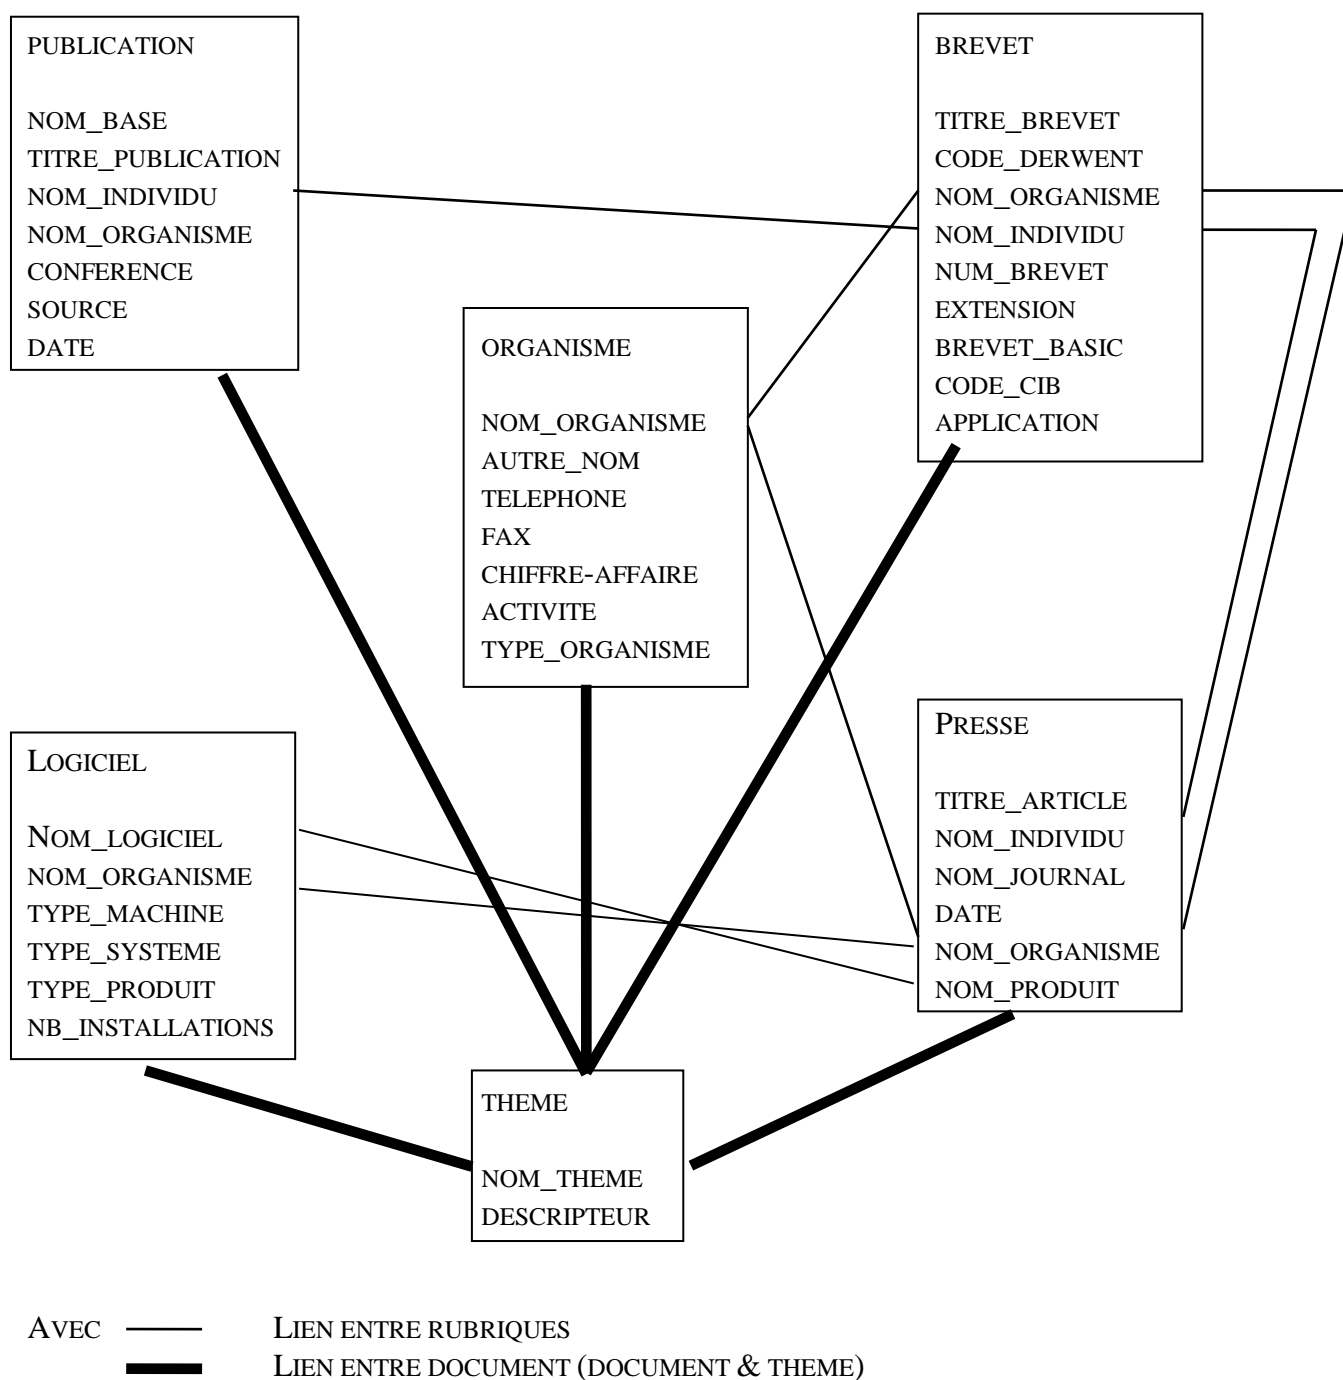 PUBLICATION
NOM_BASE
TITRE_PUBLICATION
NOM_INDIVIDU
NOM_ORGANISME
CONFERENCE
SOURCE
DATE
BREVET
TITRE_BREVET
CODE_DERWENT
NOM_ORGANISME
NOM_INDIVIDU
NUM_BREVET
EXTENSION
BREVET_BASIC
CODE_CIB
APPLICATION
ORGANISME
NOM_ORGANISME
AUTRE_NOM
TELEPHONE
FAX
CHIFFRE-AFFAIRE
ACTIVITE
TYPE_ORGANISME
LOGICIEL
NOM_LOGICIEL
NOM_ORGANISME
TYPE_MACHINE
TYPE_SYSTEME
TYPE_PRODUIT
NB_INSTALLATIONS
PRESSE
TITRE_ARTICLE
NOM_INDIVIDU
NOM_JOURNAL
DATE
NOM_ORGANISME
NOM_PRODUIT
THEME
NOM_THEME
DESCRIPTEUR
AVEC LIEN ENTRE RUBRIQUES
LIEN ENTRE DOCUMENT (DOCUMENT & THEME)